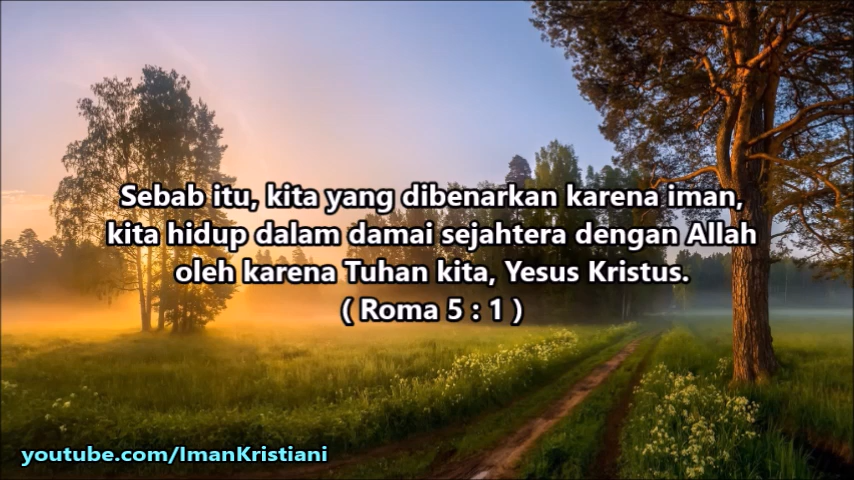 Sebab itu, kita yang dibenarkan karena iman,
kita hidup dalam damai sejahtera dengan Allah
oleh karena Tuhan kita, Yesus Kristus.
( Roma 5 : 1 )
youtube.com/ImanKristiani